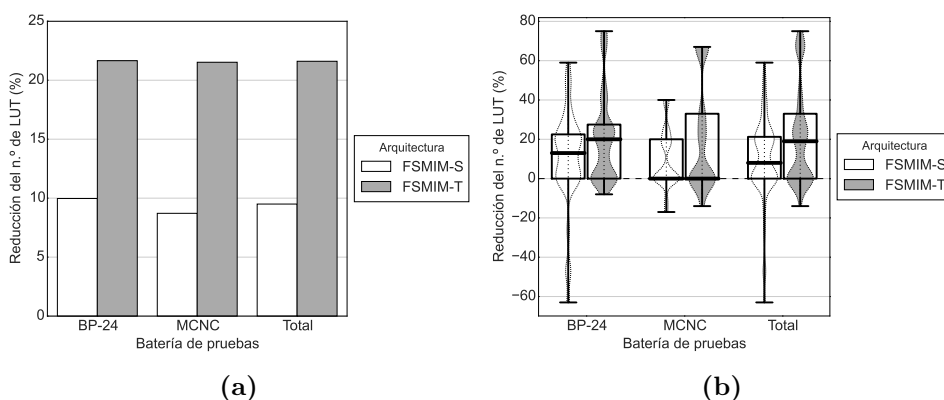 25
20
15
10
5
0
Reducción del n.º de LUT (%)
BP-24
MCNC
Total
Batería de pruebas
Arquitectura
FSMIM-S
FSMIM-T
(a)
80
60
40
20
0
−20
−40
−60
Reducción del n.º de LUT (%)
BP-24
MCNC
Total
Batería de pruebas
Arquitectura
FSMIM-S
FSMIM-T
(b)